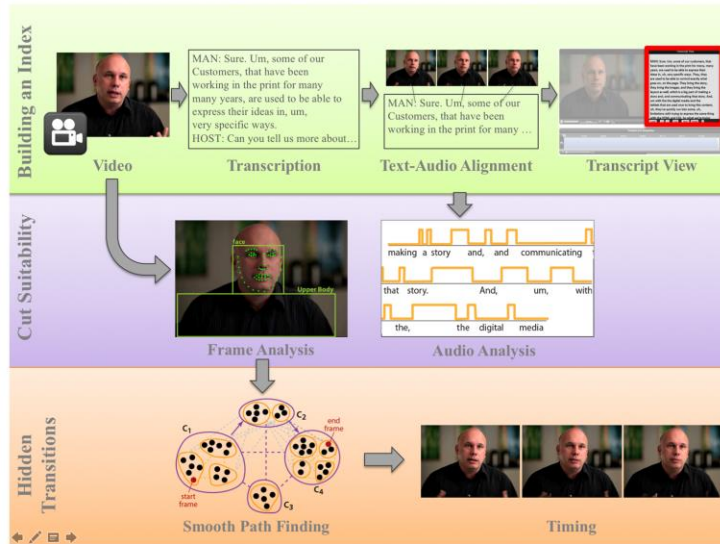 Building an Index
MAN: Sure. Um, some of our
Customers, that have been
working in the print for many
many years, are used to be able to
express their ideas in, um,
very specific ways.
HOST: Can you tell us more about…
MAN: Sure. Um, some of our
Customers, that have been
working in the print for many …
Video
Transcription
Text-Audio Alignment
Transcript View
Cut Suitability
Face
Upper Body
making a story and, and communicating
that story. And, um, with
the, the digital media
Frame Analysis
Audio Analysis
Hidden
Transitions
C1
C2
end
frame
C4
start
frame
C3
Smooth Path Finding
Timing